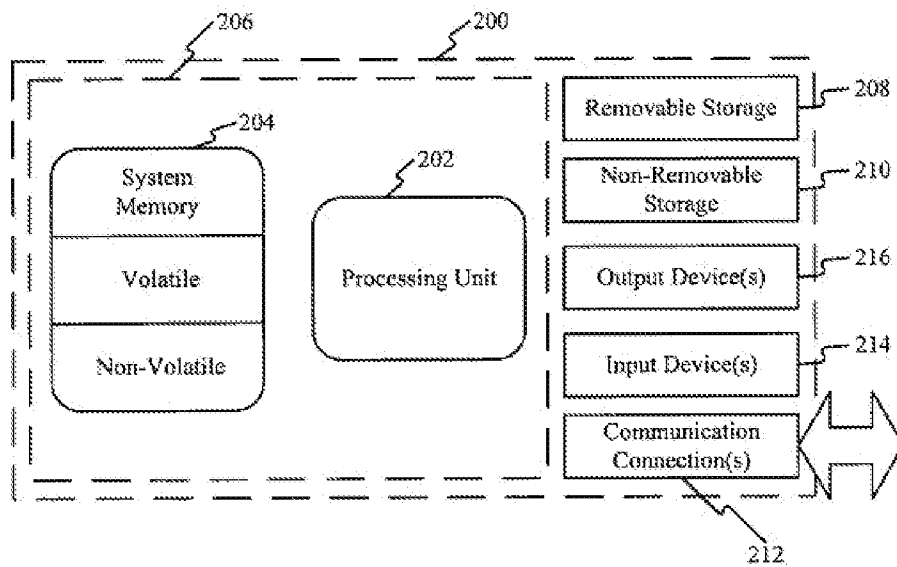 206
200
208
Removable Storage
204
202
System
Memory
Non-Removable
Storage
210
Volatile
Processing Unit
Output Device(s)
216
Non-Volatile
Input Device(s)
214
Communication
Connection(s)
212